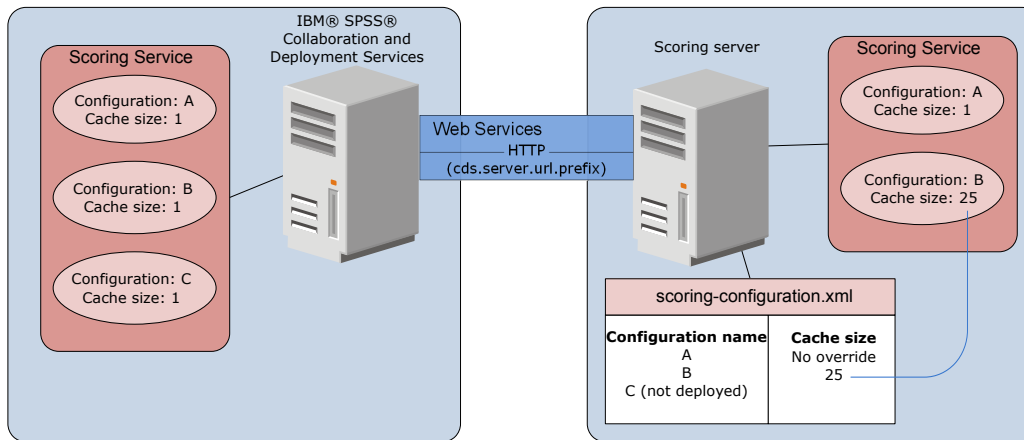 IBM® SPSS®
Collaboration and
Deployment Services
Scoring Service
Configuration: A
Cache size: 1
Configuration: B
Cache size: 1
Configuration: C
Cache size: 1
Web Services
HTTP
(cds.server.url.prefix)
Scoring server
Scoring Service
Configuration: A
Cache size: 1
Configuration: B
Cache size: 25
scoring-configuration.xml
Configuration name
A
B
C (not deployed)
Cache size
No override
25